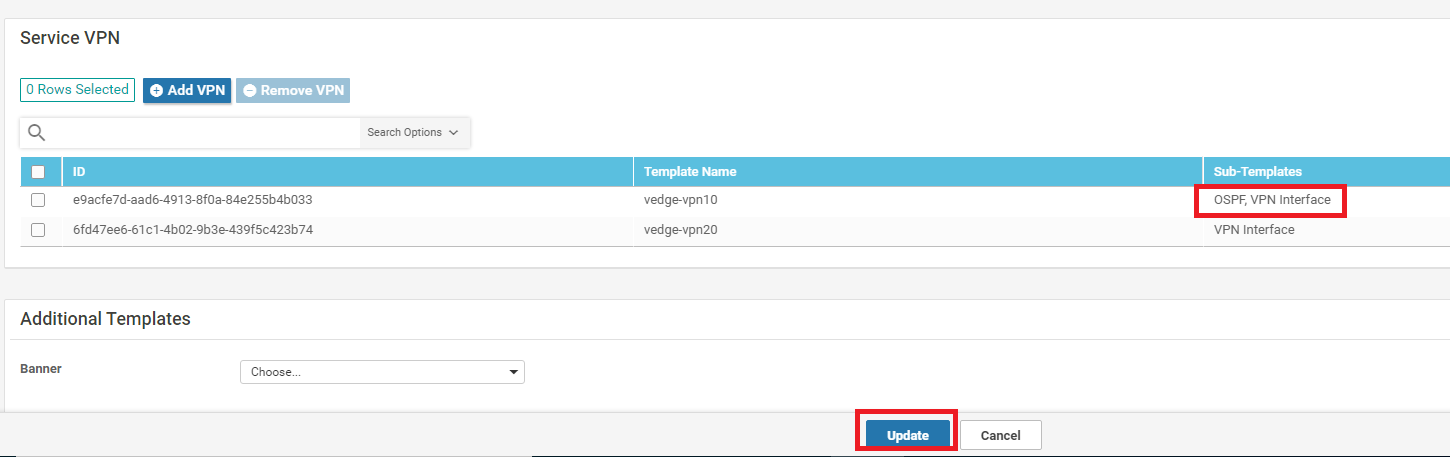 Service VPN
0 Rows Selected Add VPN Remove VPN
Search Options
ID Template Name Sub-Templates
e9acfe7d-aad6-4913-8f0a-84e255b4b033 vedge-vpn10 OSPF, VPN Interface
6fd47ee6-61c1-4b02-9b3e-439f5c423b74 vedge-vpn20 VPN Interface
Additional Templates
Banner Choose...
Update Cancel